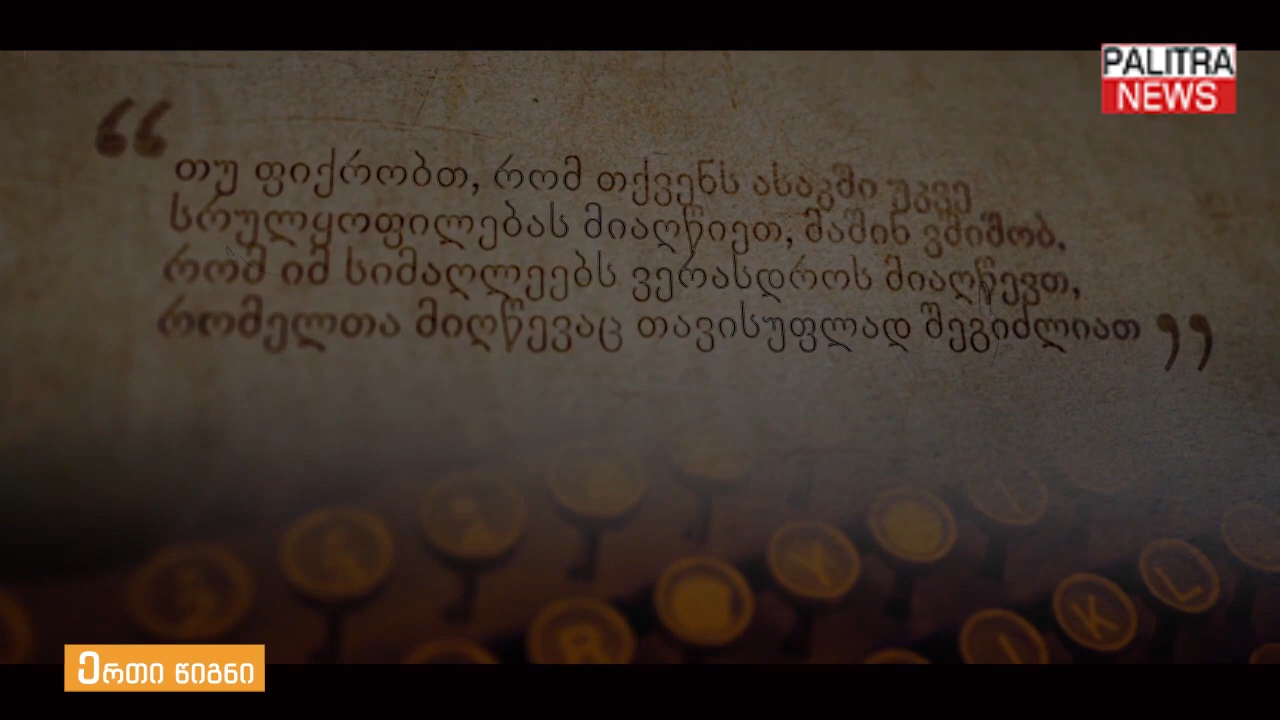 PALITRA
NEWS
“თუ ფიქრობთ, რომ თქვენს ასაკში უკვე
სრულყოფილებას მიაღწიეთ, მაშინ ვშიშობ,
რომ იმ სიმაღლეებს ვერასდროს მიაღწევთ,
რომელთა მიღწევაც თავისუფლად შეგიძლიათ”
Y
L
K
R
ერთი წიგნი